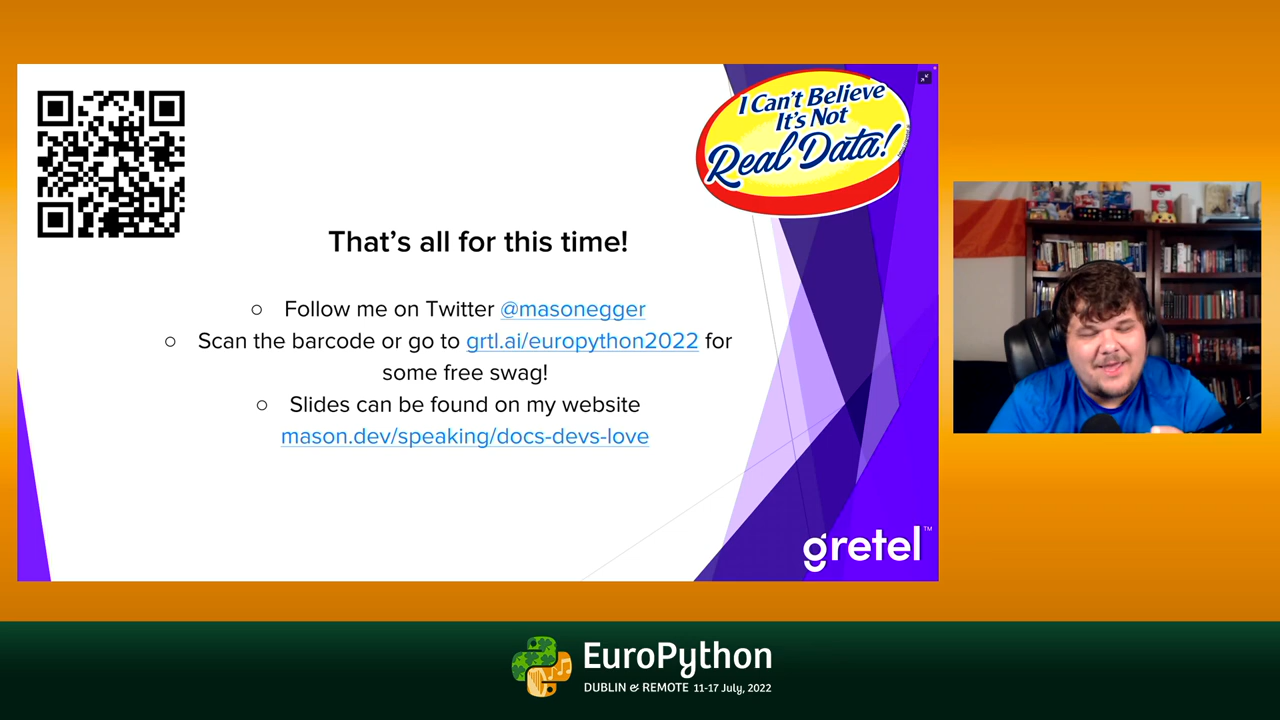 I Can't Believe
It's Not
Real Data!
That's all for this time!
Follow me on Twitter @masonegger
Scan the barcode or go to grtl.ai/europython2022 for
some free swag!
Slides can be found on my website
mason.dev/speaking/docs-devs-love
gretel™
EuroPython
DUBLIN & REMOTE 11-17 July, 2022